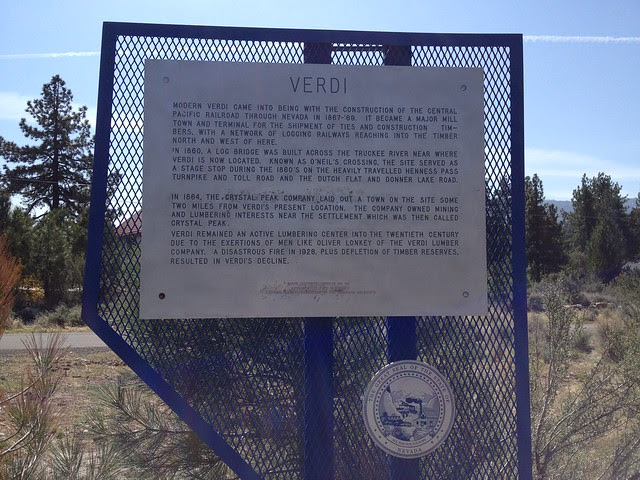 VERDI
MODERN VERDI CAME INTO BEING WITH THE CONSTRUCTION OF THE CENTRAL
PACIFIC RAILROAD THROUGH NEVADA IN 1867-'69. IT BECAME A MAJOR MILL
TOWN AND TERMINAL FOR THE SHIPMENT OF TIES AND CONSTRUCTION TIM-
BERS, WITH A NETWORK OF LOGGING RAILWAYS REACHING INTO THE TIMBER
NORTH AND WEST OF HERE.
IN 1860, A LOG BRIDGE WAS BUILT ACROSS THE TRUCKEE RIVER NEAR WHERE
VERDI IS NOW LOCATED. KNOWN AS O'NEIL'S CROSSING, THE SITE SERVED AS
A STAGE STOP DURING THE 1860'S ON THE HEAVILY TRAVELLED HENNESS PASS
TURNPIKE AND TOLL ROAD AND THE DUTCH FLAT AND DONNER LAKE ROAD.
IN 1864, THE CRYSTAL PEAK COMPANY LAID OUT A TOWN ON THE SITE SOME
TWO MILES FROM VERDI'S PRESENT LOCATION. THE COMPANY OWNED MINING
AND LUMBERING INTERESTS NEAR THE SETTLEMENT WHICH WAS THEN CALLED
CRYSTAL PEAK.
VERDI REMAINED AN ACTIVE LUMBERING CENTER INTO THE TWENTIETH CENTURY
DUE TO THE EXERTIONS OF MEN LIKE OLIVER LONKEY OF THE VERDI LUMBER
COMPANY. A DISASTROUS FIRE IN 1926, PLUS DEPLETION OF TIMBER RESERVES,
RESULTED IN VERDI'S DECLINE.
SEAL OF THE
NEVADA